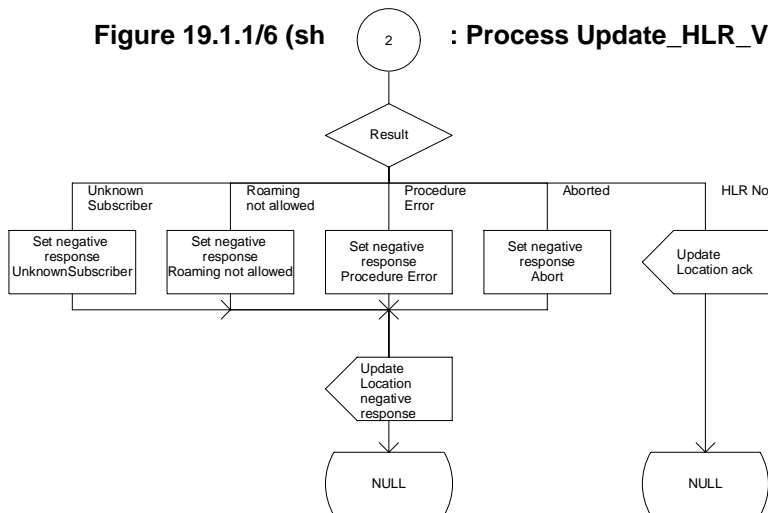 Figure 19.1.1/6 (sh
2
: Process Update_HLR_V
Result
Unknown
Subscriber
Roaming
not allowed
Procedure
Error
Aborted
HLR No
Set negative
response
UnknownSubscriber
Set negative
response
Roaming not allowed
Set negative
response
Procedure Error
Set negative
response
Abort
Update
Location ack
Update
Location
negative
response
NULL
NULL